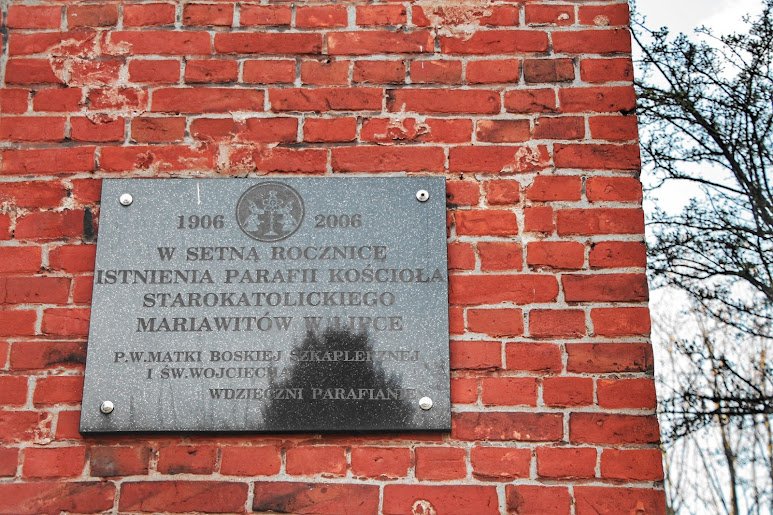 1906 2006
W SETNĄ ROCZNICĘ
ISTNIENIA PARAFII KOŚCIOŁA
STAROKATOLICKIEGO
MARIAWITÓW W LIPCE
P.W.MATKI BOSKIEJ SZKAPLERZNEJ
I ŚW.WOJCIECHA
WDZIĘCZNI PARAFIANIE